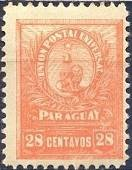 UNION POSTAL UNIVERSAL
PARAGUAY
28 CENTAVOS 28